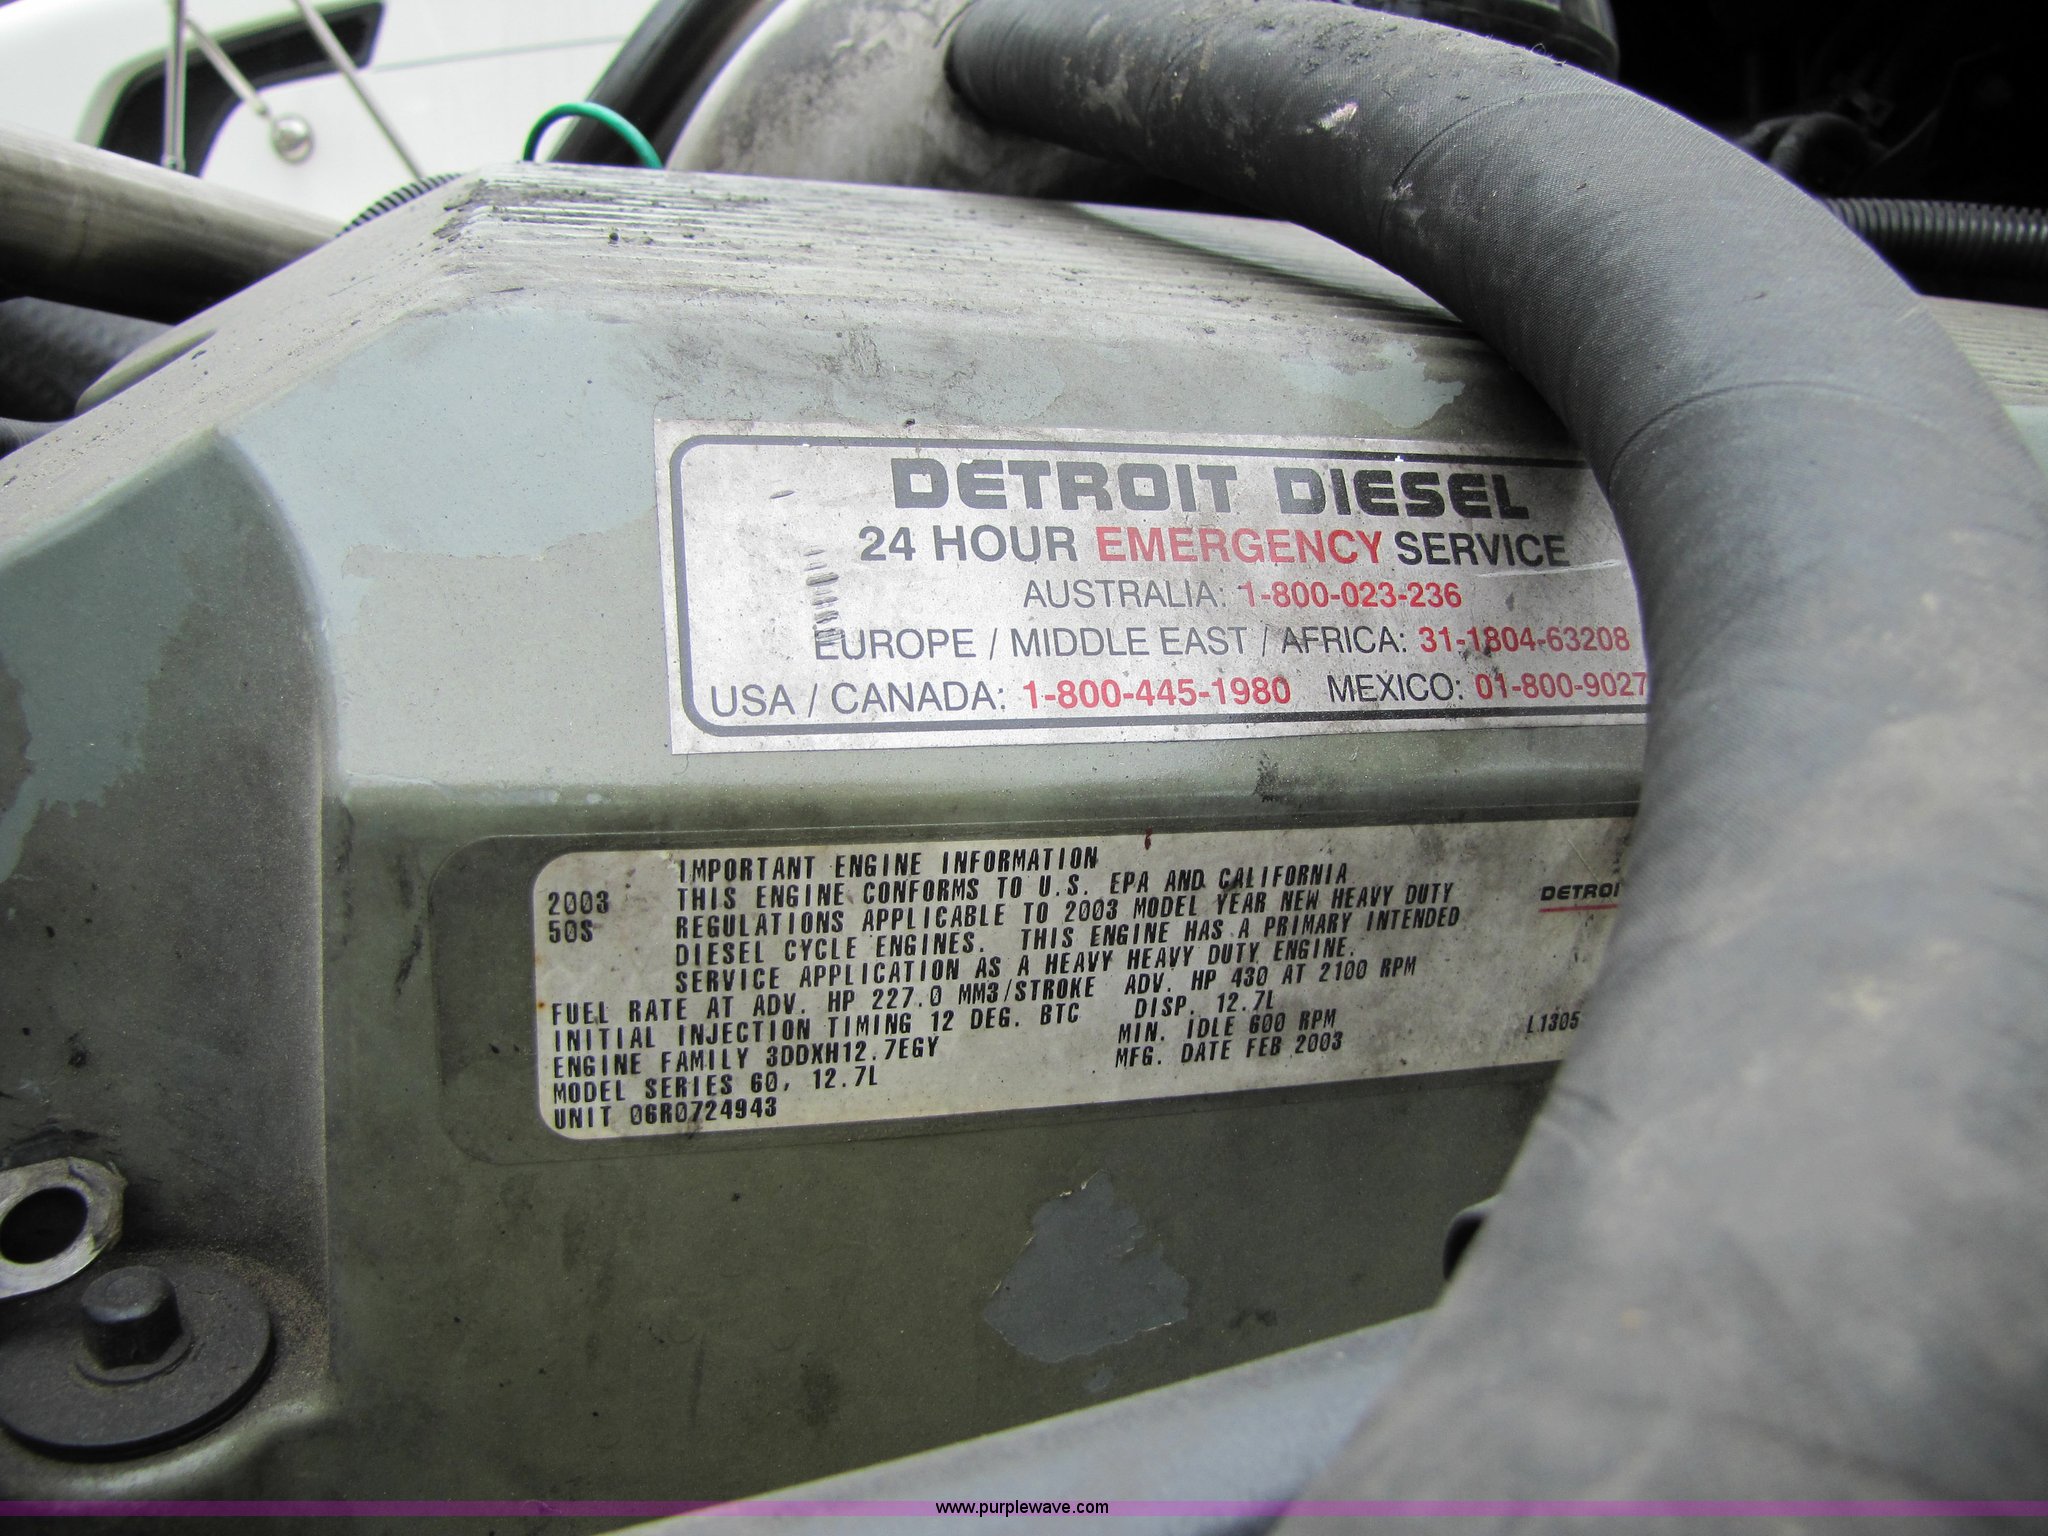 DETROIT DIESEL
24 HOUR EMERGENCY SERVICE
AUSTRALIA: 1-800-023-236
EUROPE / MIDDLE EAST / AFRICA: 31-1804-63208
USA / CANADA: 1-800-445-1980 MEXICO: 01-800-9027
IMPORTANT ENGINE INFORMATION
2003 THIS ENGINE CONFORMS TO U.S. EPA AND CALIFORNIA
50S REGULATIONS APPLICABLE TO 2003 MODEL YEAR NEW HEAVY DUTY
DIESEL CYCLE ENGINES. THIS ENGINE HAS A PRIMARY INTENDED
SERVICE APPLICATION AS A HEAVY HEAVY DUTY ENGINE.
DETROI
FUEL RATE AT ADV. HP 227.0 MM3/STROKE ADV. HP 430 AT 2100 RPM
INITIAL INJECTION TIMING 12 DEG. BTC DISP. 12.7L
ENGINE FAMILY 3DDXH12.7EGY MIN. IDLE 600 RPM
MODEL SERIES 60, 12.7L MFG. DATE FEB 2003
UNIT 06R0724943
L1305
www.purplewave.com